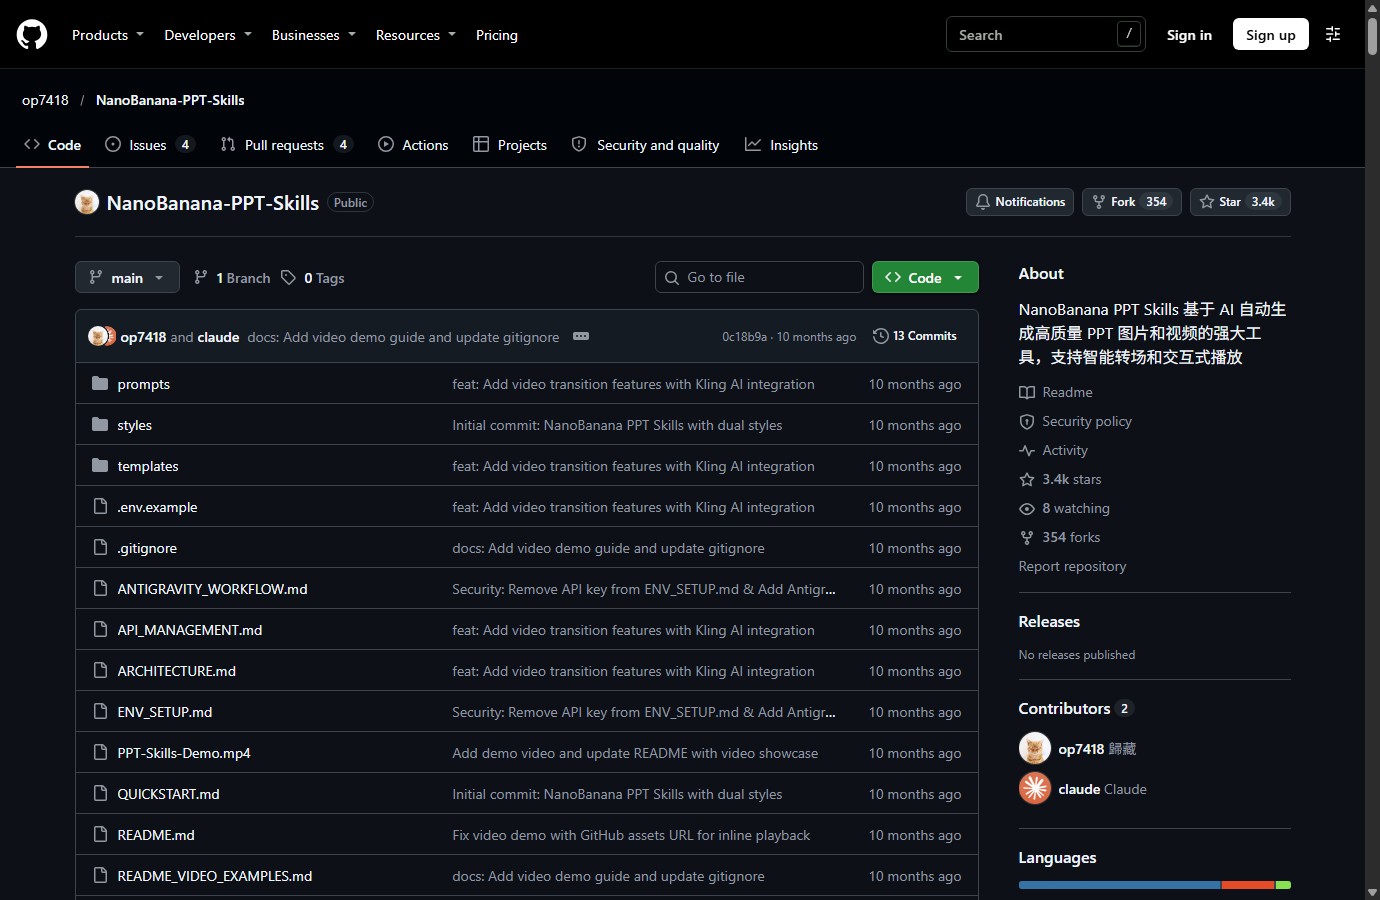 Products Developers Businesses Resources Pricing Search / Sign in Sign up
op7418 / NanoBanana-PPT-Skills
Code Issues 4 Pull requests 4 Actions Projects Security and quality Insights
NanoBanana-PPT-Skills Public Notifications Fork 354 Star 3.4k
main 1 Branch 0 Tags Go to file Code
op7418 and claude docs: Add video demo guide and update gitignore 0c18b9a · 10 months ago 13 Commits
prompts feat: Add video transition features with Kling AI integration 10 months ago
styles Initial commit: NanoBanana PPT Skills with dual styles 10 months ago
templates feat: Add video transition features with Kling AI integration 10 months ago
.env.example feat: Add video transition features with Kling AI integration 10 months ago
.gitignore docs: Add video demo guide and update gitignore 10 months ago
ANTIGRAVITY_WORKFLOW.md Security: Remove API key from ENV_SETUP.md & Add Antigr... 10 months ago
API_MANAGEMENT.md feat: Add video transition features with Kling AI integration 10 months ago
ARCHITECTURE.md feat: Add video transition features with Kling AI integration 10 months ago
ENV_SETUP.md Security: Remove API key from ENV_SETUP.md & Add Antigr... 10 months ago
PPT-Skills-Demo.mp4 Add demo video and update README with video showcase 10 months ago
QUICKSTART.md Initial commit: NanoBanana PPT Skills with dual styles 10 months ago
README.md Fix video demo with GitHub assets URL for inline playback 10 months ago
README_VIDEO_EXAMPLES.md docs: Add video demo guide and update gitignore 10 months ago
About
NanoBanana PPT Skills 基于 AI 自动生
成高质量 PPT 图片和视频的强大工
具，支持智能转场和交互式播放
Readme
Security policy
Activity
3.4k stars
8 watching
354 forks
Report repository
Releases
No releases published
Contributors 2
op7418 歸藏
claude Claude
Languages